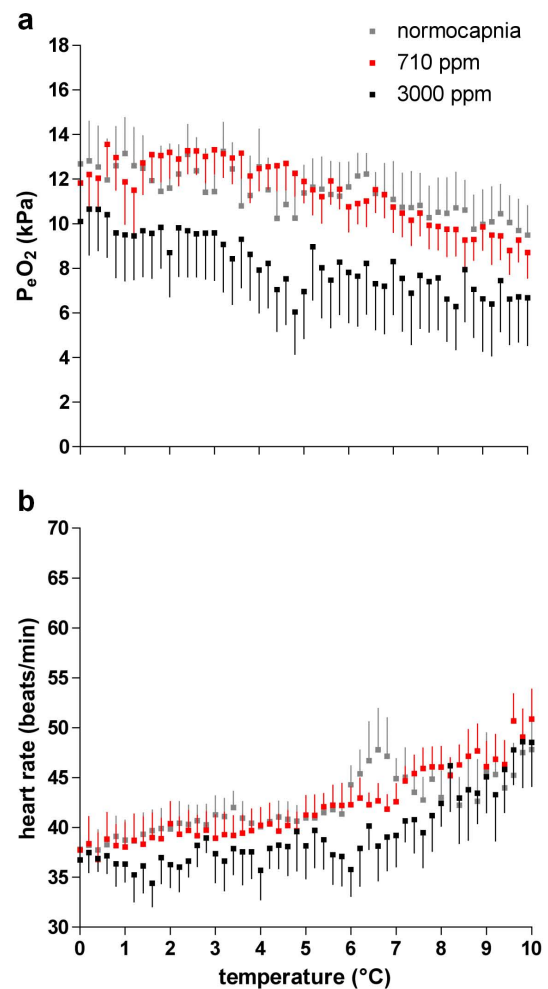 a
normocapnia
710 ppm
3000 ppm
PeO2 (kPa)
18
16
14
12
10
8
6
4
2
0
b
heart rate (beats/min)
70
65
60
55
50
45
40
35
30
0 1 2 3 4 5 6 7 8 9 10
temperature (°C)